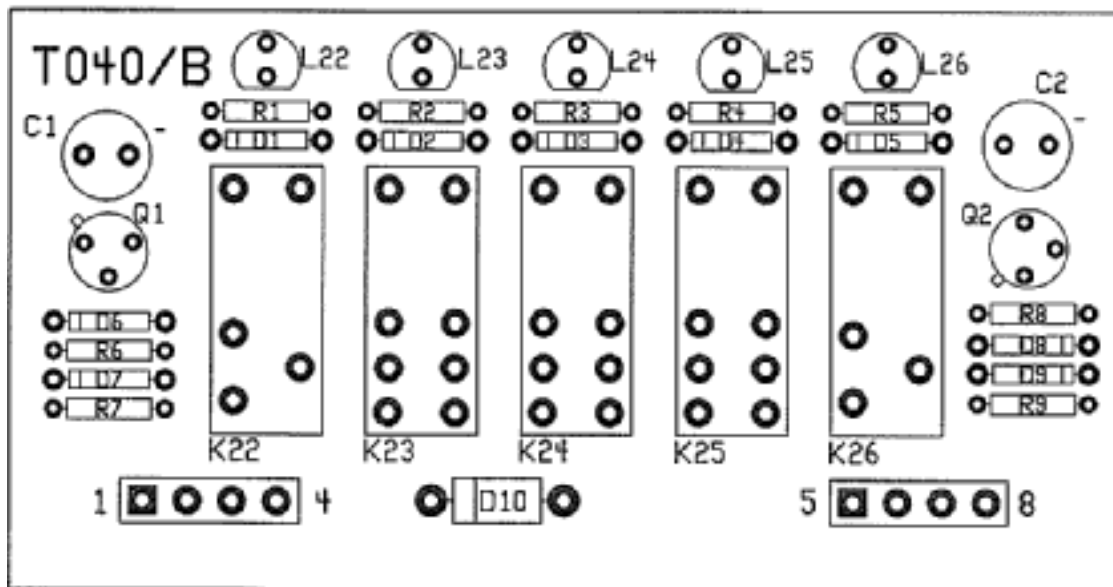 T040/B L22 L23 L24 L25 L26
C1 - R1 R2 R3 R4 R5 C2 -
D1 D2 D3 D4 D5
Q1 Q2
D6 R8
R6 D8
D7 D9
R7 R9
K22 K23 K24 K25 K26
1 4 D10 5 8